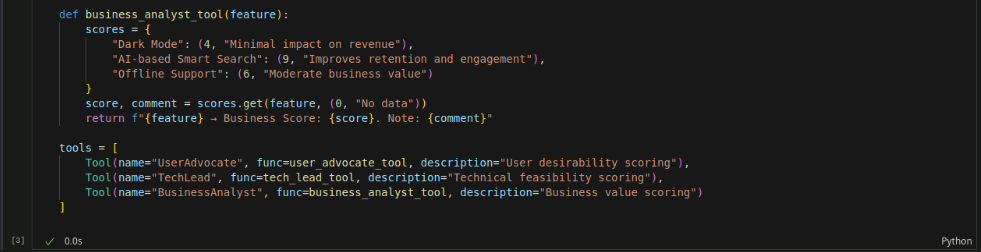 def business_analyst_tool(feature):
    scores = {
        "Dark Mode": (4, "Minimal impact on revenue"),
        "AI-based Smart Search": (9, "Improves retention and engagement"),
        "Offline Support": (6, "Moderate business value")
    }
    score, comment = scores.get(feature, (0, "No data"))
    return f"{feature} → Business Score: {score}. Note: {comment}"
tools = [
    Tool(name="UserAdvocate", func=user_advocate_tool, description="User desirability scoring"),
    Tool(name="TechLead", func=tech_lead_tool, description="Technical feasibility scoring"),
    Tool(name="BusinessAnalyst", func=business_analyst_tool, description="Business value scoring")
]
[3] ✓ 0.0s Python